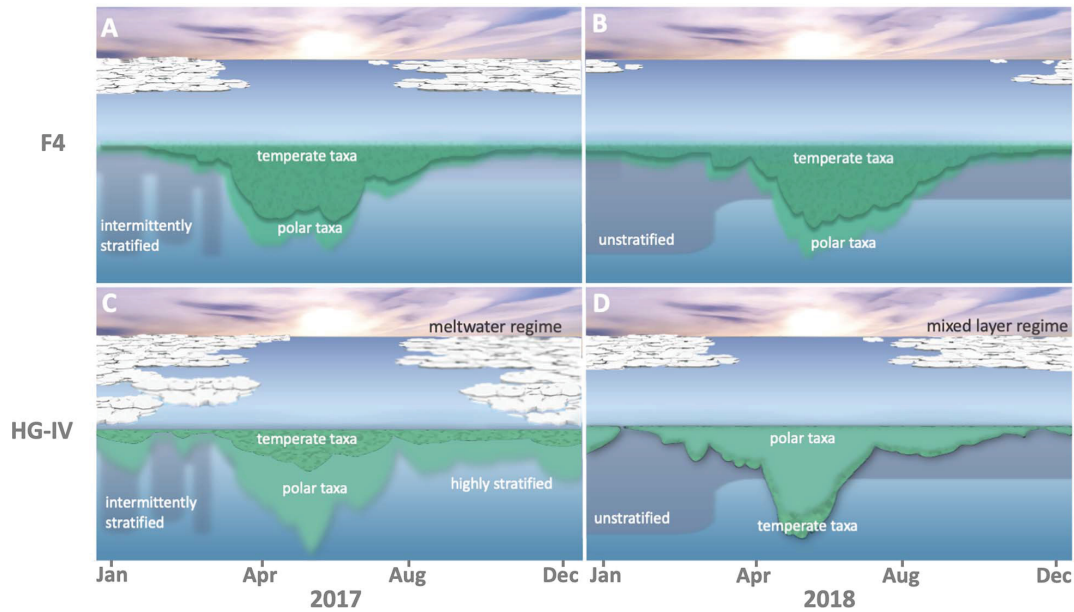 A
B
F4
temperate taxa
temperate taxa
intermittently
stratified
polar taxa
unstratified
polar taxa
C
meltwater regime
D
mixed layer regime
HG-IV
temperate taxa
polar taxa
polar taxa
highly stratified
intermittently
stratified
unstratified
temperate taxa
Jan
Apr
Aug
Dec
Jan
Apr
Aug
Dec
2017
2018